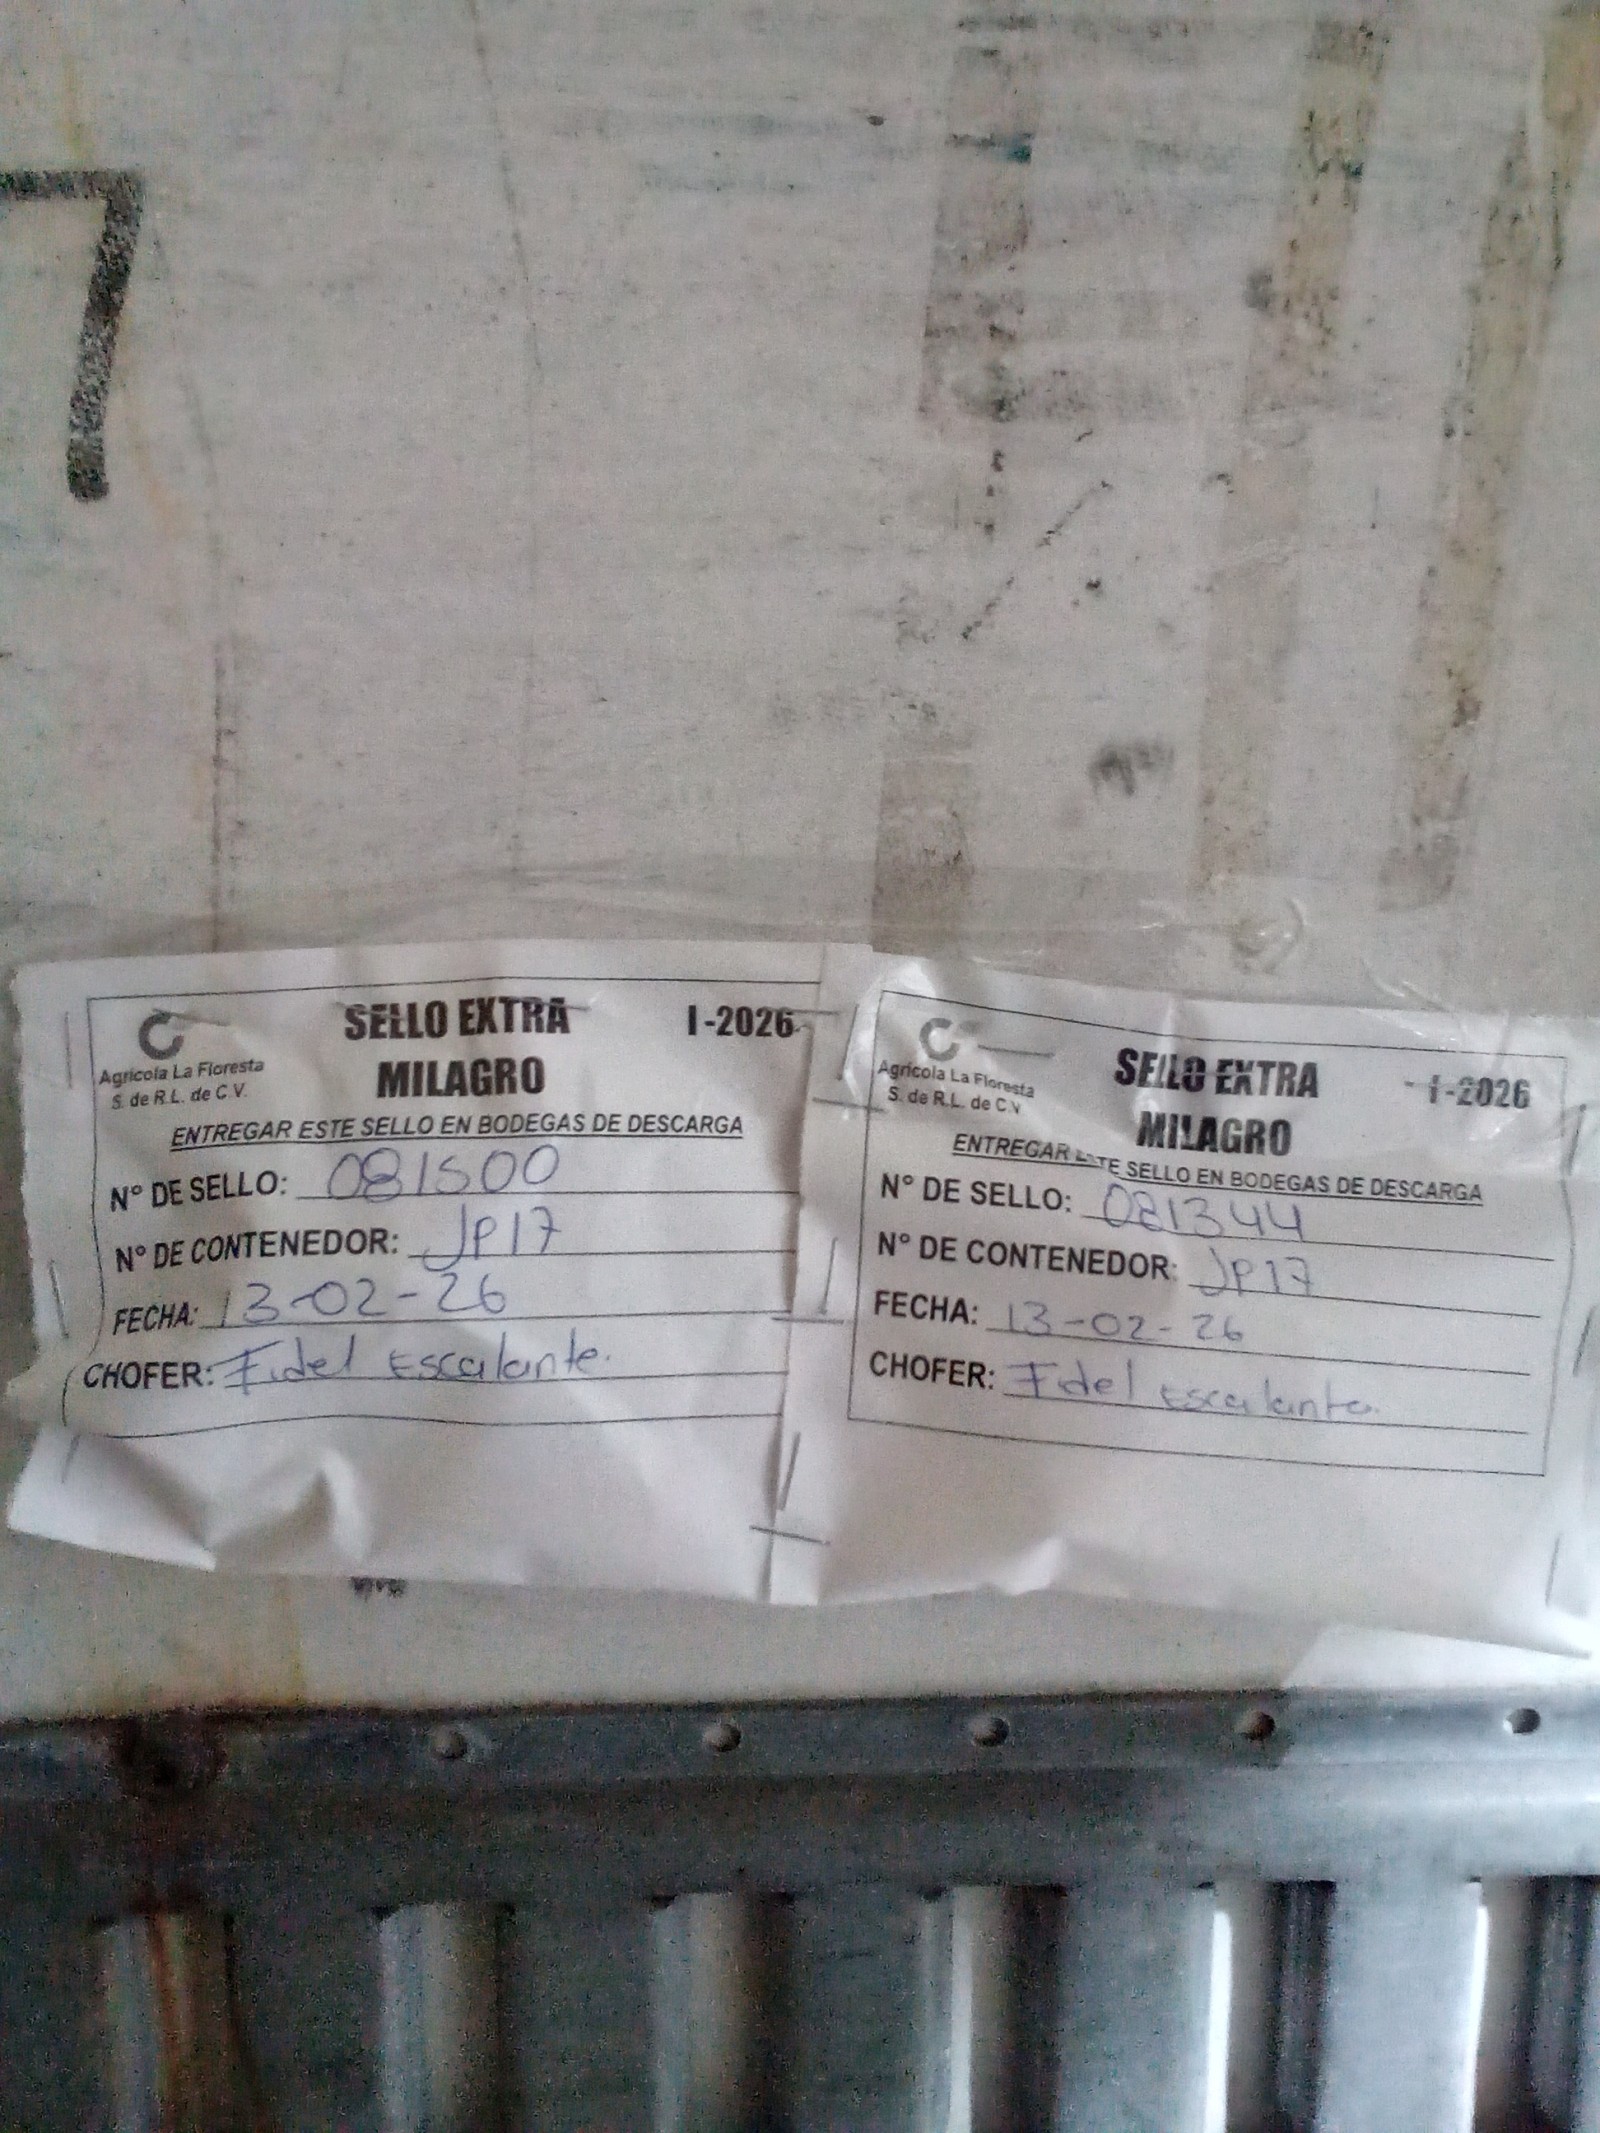 7
SELLO EXTRA I-2026
MILAGRO
Agrícola La Floresta
S. de R.L. de C.V.
ENTREGAR ESTE SELLO EN BODEGAS DE DESCARGA
N° DE SELLO: 081500
N° DE CONTENEDOR: JP17
FECHA: 13-02-26
CHOFER: Fidel Escalante.
SELLO EXTRA - I-2026
MILAGRO
Agrícola La Floresta
S. de R.L. de C.V
ENTREGAR ESTE SELLO EN BODEGAS DE DESCARGA
N° DE SELLO: 081344
N° DE CONTENEDOR: JP17
FECHA: 13-02-26
CHOFER: Fidel Escalante.